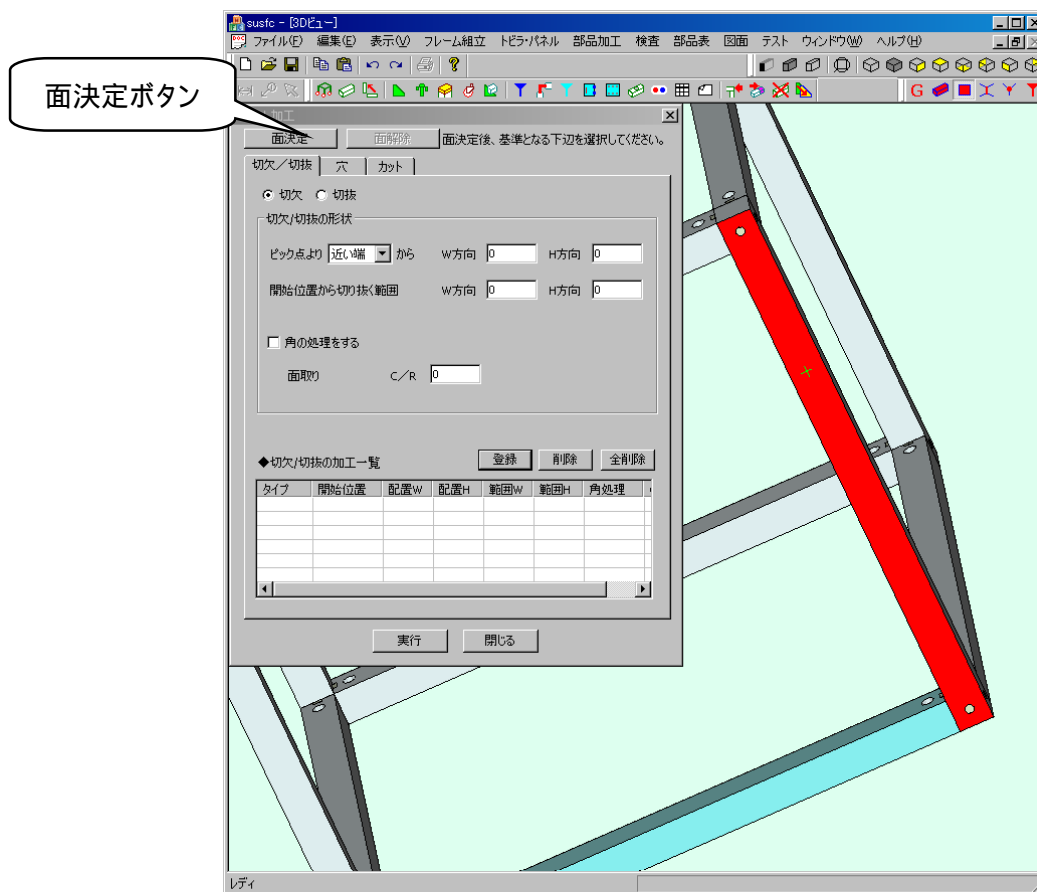 susfc - [3Dビュー]
ファイル(F) 編集(E) 表示(V) フレーム組立 トビラ・パネル 部品加工 検査 部品表 図面 テスト ウィンドウ(W) ヘルプ(H)
面決定ボタン
加工
面決定 面解除 面決定後、基準となる下辺を選択してください。
切欠/切抜 穴 カット
切欠 切抜
切欠/切抜の形状
ピック点より 近い端 から W方向 0 H方向 0
開始位置から切り抜く範囲 W方向 0 H方向 0
角の処理をする
面取り C/R 0
◆切欠/切抜の加工一覧 登録 削除 全削除
タイプ 開始位置 配置W 配置H 範囲W 範囲H 角処理
実行 閉じる
レディ